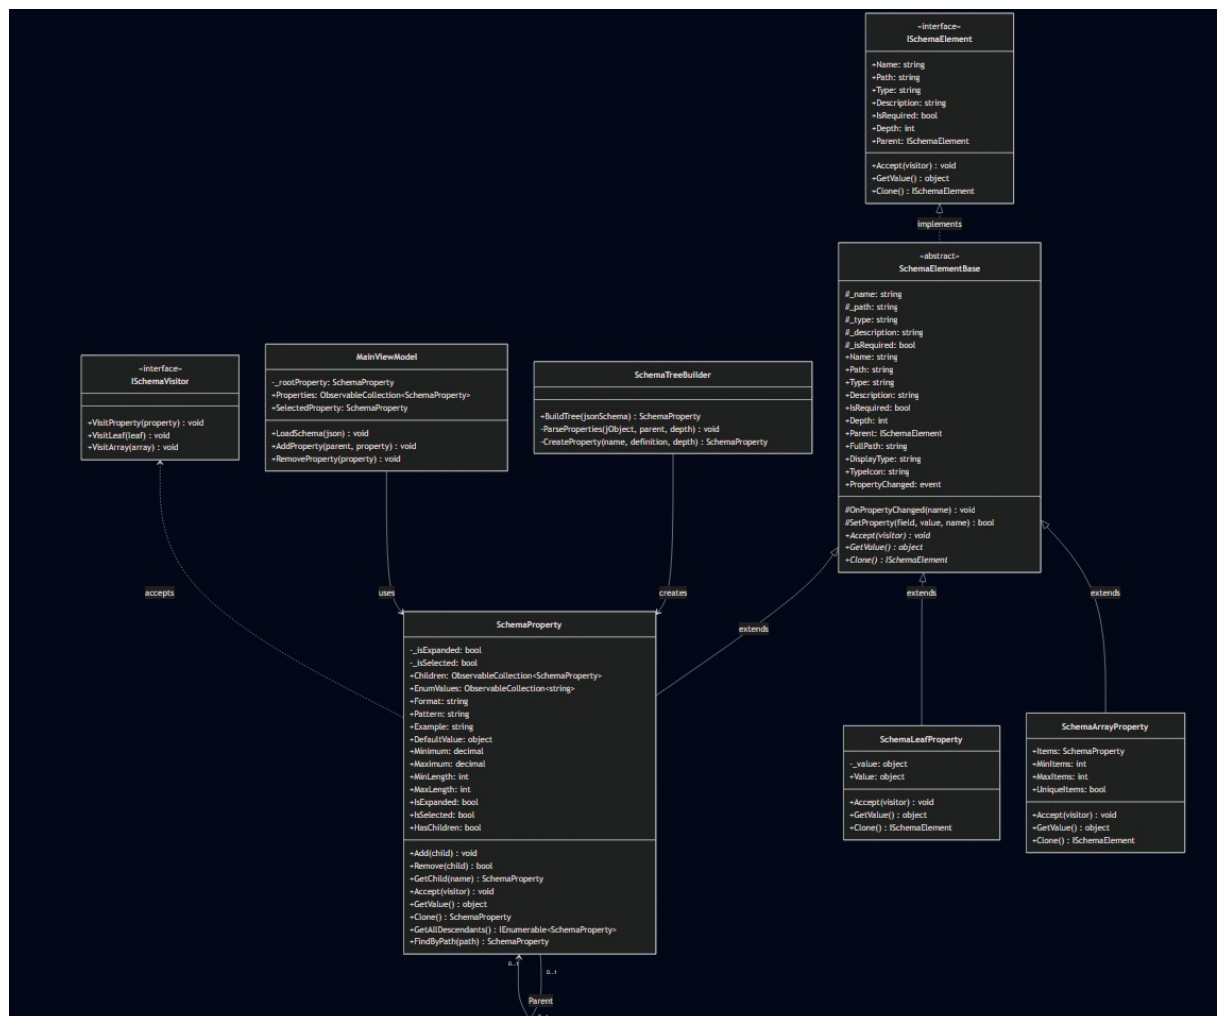 «interface»
ISchemaElement
+Name: string
+Path: string
+Type: string
+Description: string
+IsRequired: bool
+Depth: int
+Parent: ISchemaElement
+Accept(visitor) : void
+GetValue() : object
+Clone() : ISchemaElement
implements
«abstract»
SchemaElementBase
#_name: string
#_path: string
#_type: string
#_description: string
#_isRequired: bool
+Name: string
+Path: string
+Type: string
+Description: string
+IsRequired: bool
+Depth: int
+Parent: ISchemaElement
+FullPath: string
+DisplayType: string
+TypeIcon: string
+PropertyChanged: event
#OnPropertyChanged(name) : void
#SetProperty(field, value, name) : bool
+Accept(visitor) : void
+GetValue() : object
+Clone() : ISchemaElement
«interface»
ISchemaVisitor
+VisitProperty(property) : void
+VisitLeaf(leaf) : void
+VisitArray(array) : void
MainViewModel
-_rootProperty: SchemaProperty
+Properties: ObservableCollection<SchemaProperty>
+SelectedProperty: SchemaProperty
+LoadSchema(json) : void
+AddProperty(parent, property) : void
+RemoveProperty(property) : void
SchemaTreeBuilder
+BuildTree(jsonSchema) : SchemaProperty
-ParseProperties(jObject, parent, depth) : void
-CreateProperty(name, definition, depth) : SchemaProperty
accepts
uses
creates
extends
extends
extends
SchemaProperty
-_isExpanded: bool
-_isSelected: bool
+Children: ObservableCollection<SchemaProperty>
+EnumValues: ObservableCollection<string>
+Format: string
+Pattern: string
+Example: string
+DefaultValue: object
+Minimum: decimal
+Maximum: decimal
+MinLength: int
+MaxLength: int
+IsExpanded: bool
+IsSelected: bool
+HasChildren: bool
+Add(child) : void
+Remove(child) : bool
+GetChild(name) : SchemaProperty
+Accept(visitor) : void
+GetValue() : object
+Clone() : SchemaProperty
+GetAllDescendants() : IEnumerable<SchemaProperty>
+FindByPath(path) : SchemaProperty
SchemaLeafProperty
-_value: object
+Value: object
+Accept(visitor) : void
+GetValue() : object
+Clone() : ISchemaElement
SchemaArrayProperty
+Items: SchemaProperty
+MinItems: int
+MaxItems: int
+UniqueItems: bool
+Accept(visitor) : void
+GetValue() : object
+Clone() : ISchemaElement
0..1
0..1
Parent